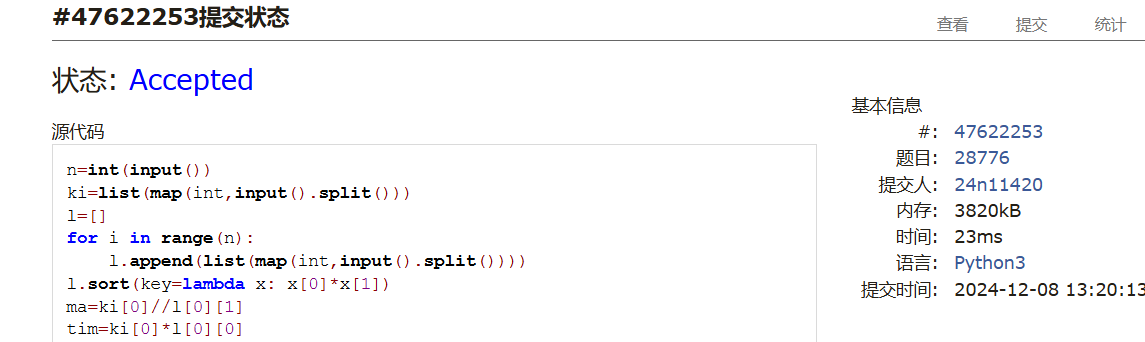 #47622253提交状态
查看 提交 统计
状态: Accepted
源代码
n=int(input())
ki=list(map(int,input().split()))
l=[]
for i in range(n):
    l.append(list(map(int,input().split())))
l.sort(key=lambda x: x[0]*x[1])
ma=ki[0]//l[0][1]
tim=ki[0]*l[0][0]
基本信息
#: 47622253
题目: 28776
提交人: 24n11420
内存: 3820kB
时间: 23ms
语言: Python3
提交时间: 2024-12-08 13:20:13